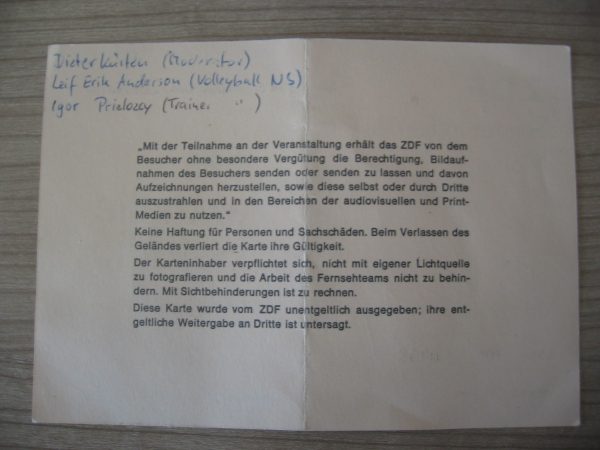 Dieter Kürten (Moderator)
Leif Erik Anderson (Volleyball NS)
Igor Prielozny (Trainer " )
„Mit der Teilnahme an der Veranstaltung erhält das ZDF von dem
Besucher ohne besondere Vergütung die Berechtigung, Bildauf-
nahmen des Besuchers senden oder senden zu lassen und davon
Aufzeichnungen herzustellen, sowie diese selbst oder durch Dritte
auszustrahlen und in den Bereichen der audiovisuellen und Print-
Medien zu nutzen.“
Keine Haftung für Personen und Sachschäden. Beim Verlassen des
Geländes verliert die Karte ihre Gültigkeit.
Der Karteninhaber verpflichtet sich, nicht mit eigener Lichtquelle
zu fotografieren und die Arbeit des Fernsehteams nicht zu behin-
dern. Mit Sichtbehinderungen ist zu rechnen.
Diese Karte wurde vom ZDF unentgeltlich ausgegeben; ihre ent-
geltliche Weitergabe an Dritte ist untersagt.